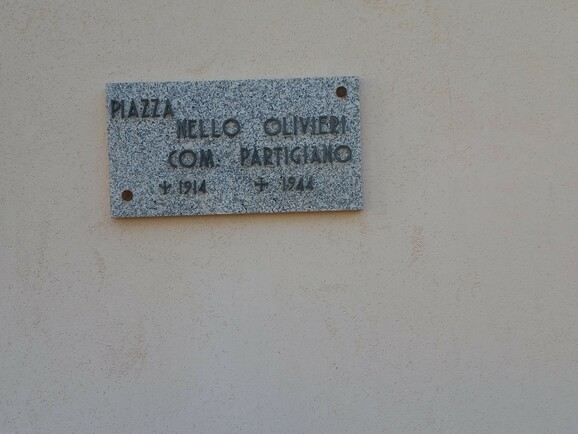 PIAZZA
NELLO OLIVIERI
COM. PARTIGIANO
1914 1944